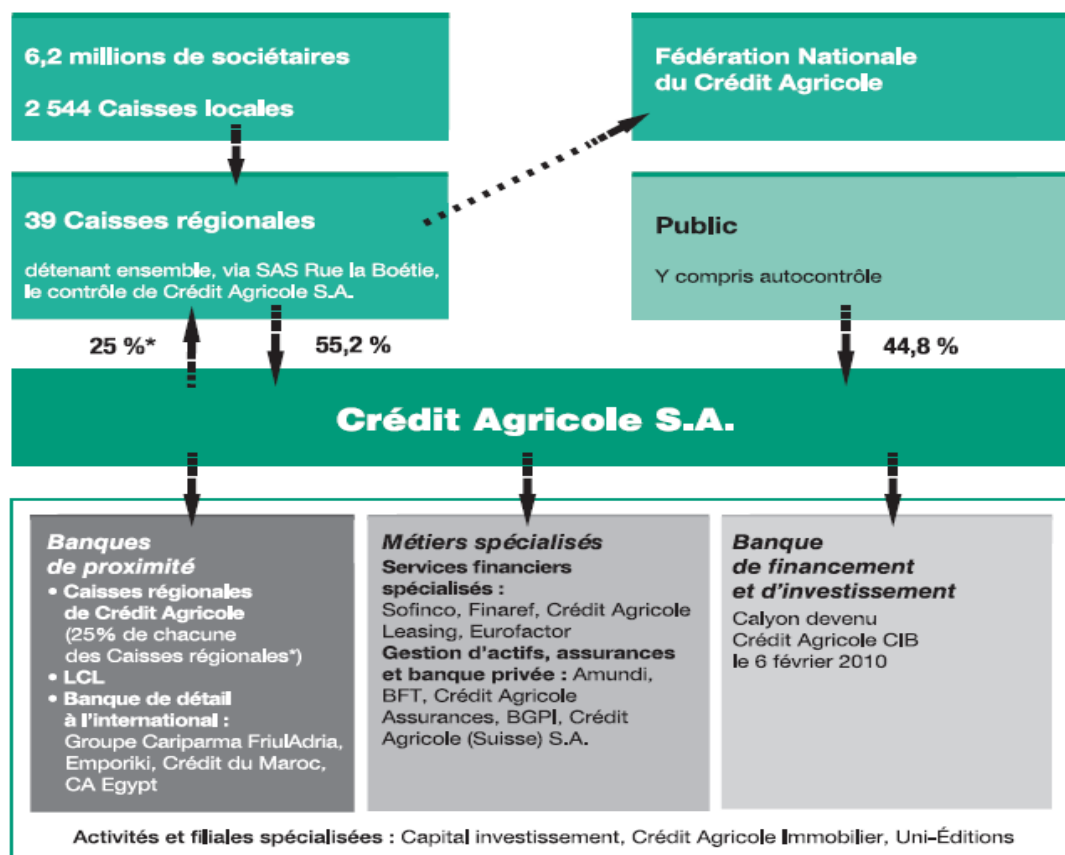 6,2 millions de sociétaires
2 544 Caisses locales
Fédération Nationale
du Crédit Agricole
39 Caisses régionales
détenant ensemble, via SAS Rue la Boétie,
le contrôle de Crédit Agricole S.A.
Public
Y compris autocontrôle
25 %*
55,2 %
44,8 %
Crédit Agricole S.A.
Banques
de proximité
• Caisses régionales
de Crédit Agricole
(25% de chacune
des Caisses régionales*)
• LCL
• Banque de détail
à l'international :
Groupe Cariparma FriulAdria,
Emporiki, Crédit du Maroc,
CA Egypt
Métiers spécialisés
Services financiers
spécialisés :
Sofinco, Finaref, Crédit Agricole
Leasing, Eurofactor
Gestion d'actifs, assurances
et banque privée : Amundi,
BFT, Crédit Agricole
Assurances, BGPI, Crédit
Agricole (Suisse) S.A.
Banque
de financement
et d'investissement
Calyon devenu
Crédit Agricole CIB
le 6 février 2010
Activités et filiales spécialisées : Capital investissement, Crédit Agricole Immobilier, Uni-Éditions